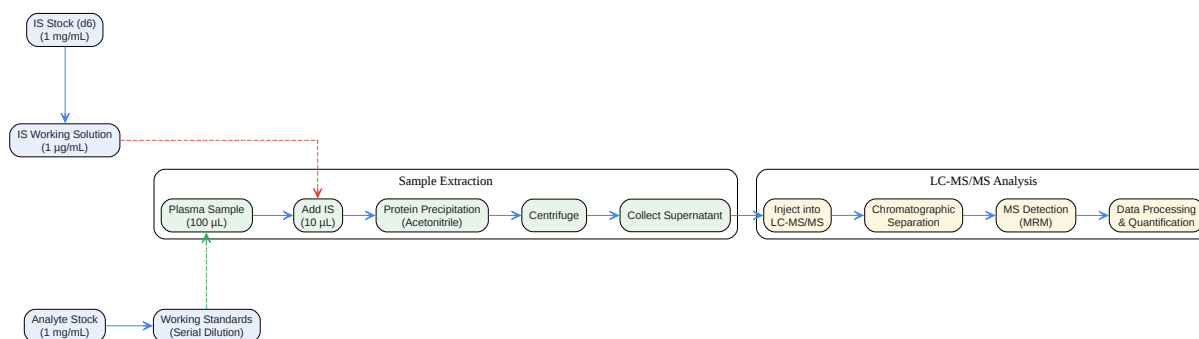 IS Stock (d6)
(1 mg/mL)
IS Working Solution
(1 µg/mL)
Sample Extraction
Plasma Sample
(100 µL)
Add IS
(10 µL)
Protein Precipitation
(Acetonitrile)
Centrifuge
Collect Supernatant
LC-MS/MS Analysis
Inject into
LC-MS/MS
Chromatographic
Separation
MS Detection
(MRM)
Data Processing
& Quantification
Analyte Stock
(1 mg/mL)
Working Standards
(Serial Dilution)